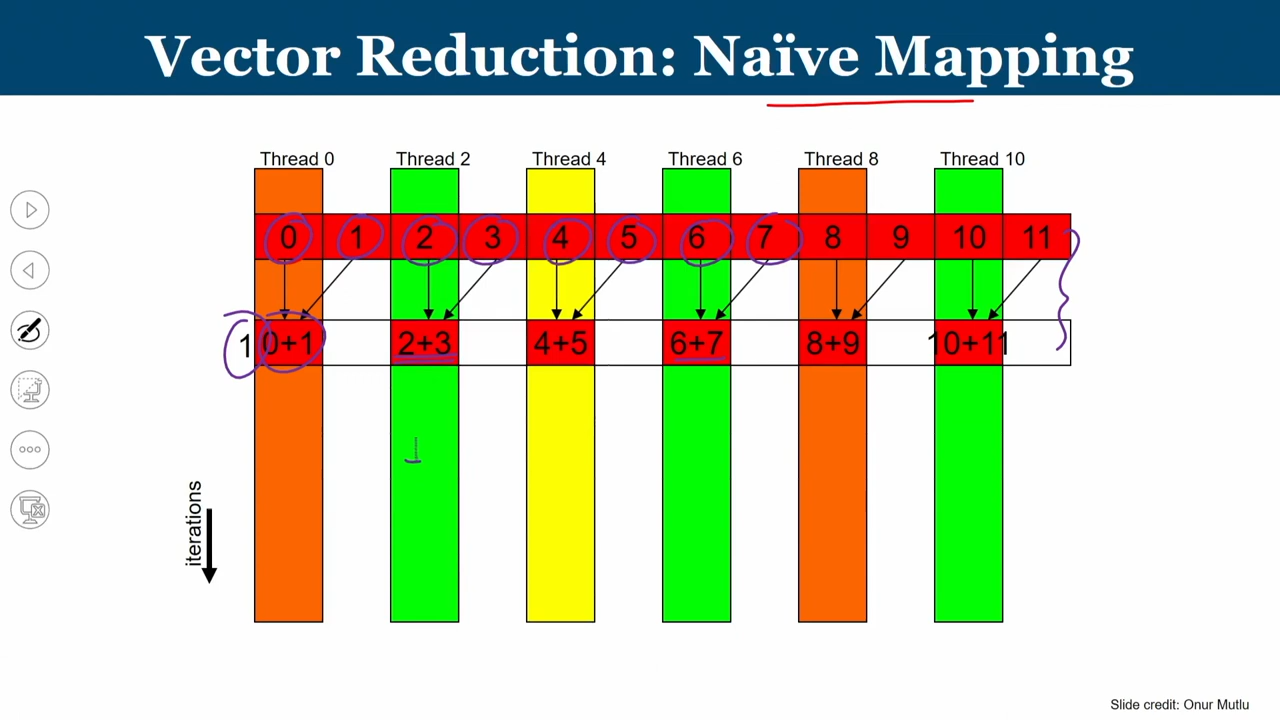 Vector Reduction: Naïve Mapping
Thread 0 Thread 2 Thread 4 Thread 6 Thread 8 Thread 10
0 1 2 3 4 5 6 7 8 9 10 11
1 0+1 2+3 4+5 6+7 8+9 10+11
iterations
Slide credit: Onur Mutlu